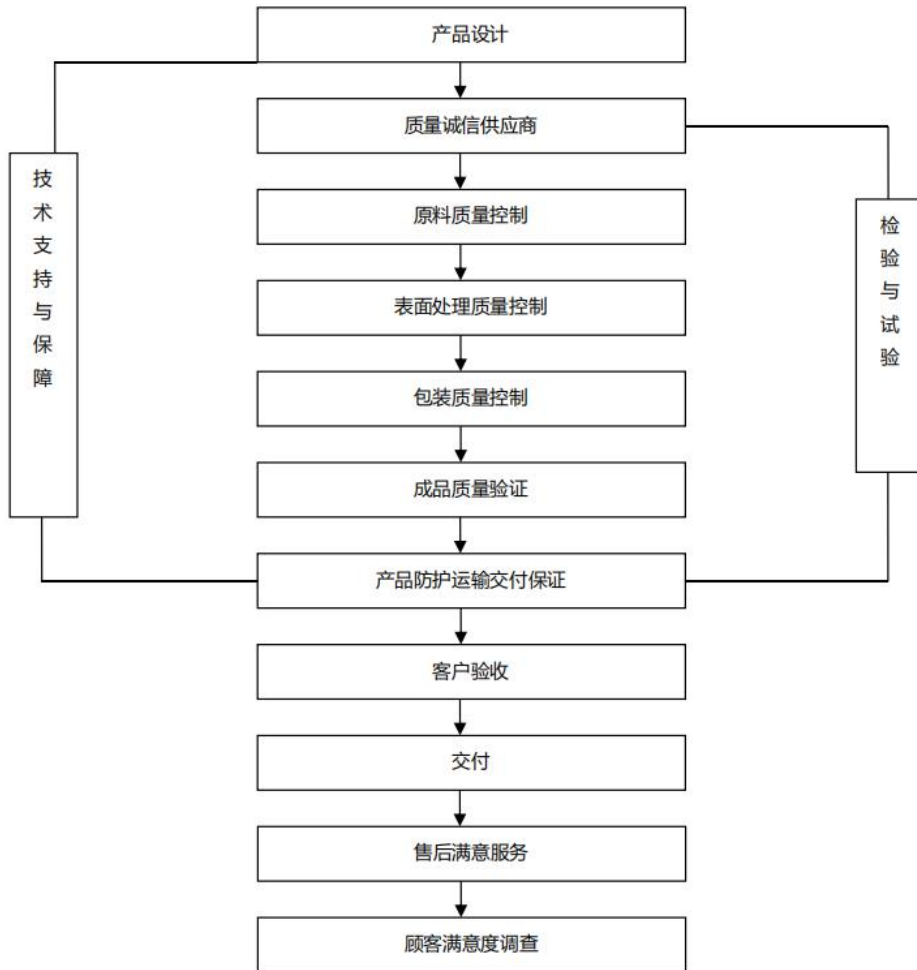 产品设计
质量诚信供应商
技术支持与保障
原料质量控制
检验与试验
表面处理质量控制
包装质量控制
成品质量验证
产品防护运输交付保证
客户验收
交付
售后满意服务
顾客满意度调查